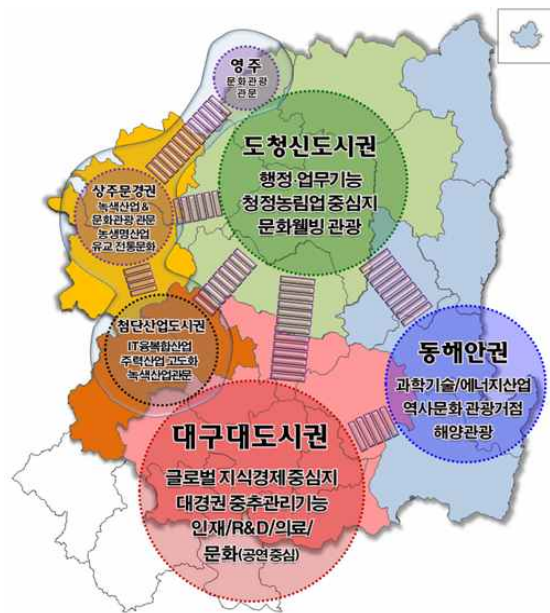 영주
문화관광
관문
도청신도시권
행정·업무기능
청정농림업 중심지
문화웰빙 관광
상주문경권
녹색산업 &
문화관광 관문
농생명산업
유교 전통문화
첨단산업도시권
IT융복합산업
주력산업 고도화
녹색산업관문
동해안권
과학기술/에너지산업
역사문화 관광거점
해양관광
대구대도시권
글로벌 지식경제 중심지
대경권 중추관리기능
인재/R&D/의료/
문화(공연중심)